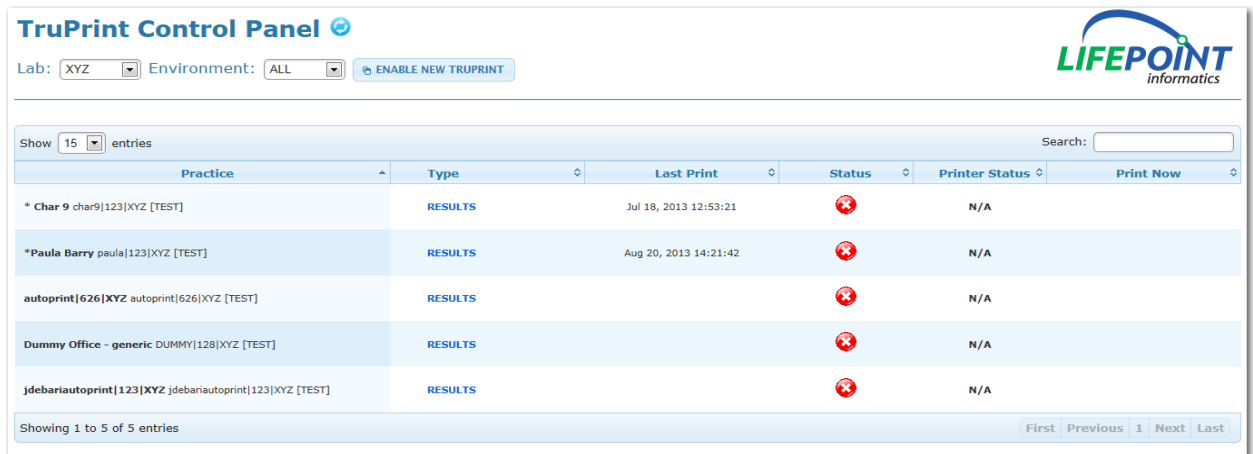 TruPrint Control Panel
LIFEPOINT
informatics
Lab: XYZ Environment: ALL ENABLE NEW TRUPRINT
Show 15 entries Search:
Practice Type Last Print Status Printer Status Print Now
* Char 9 char9|123|XYZ [TEST] RESULTS Jul 18, 2013 12:53:21 N/A
*Paula Barry paula|123|XYZ [TEST] RESULTS Aug 20, 2013 14:21:42 N/A
autoprint|626|XYZ autoprint|626|XYZ [TEST] RESULTS N/A
Dummy Office - generic DUMMY|128|XYZ [TEST] RESULTS N/A
jdebariautoprint|123|XYZ jdebariautoprint|123|XYZ [TEST] RESULTS N/A
Showing 1 to 5 of 5 entries First Previous 1 Next Last